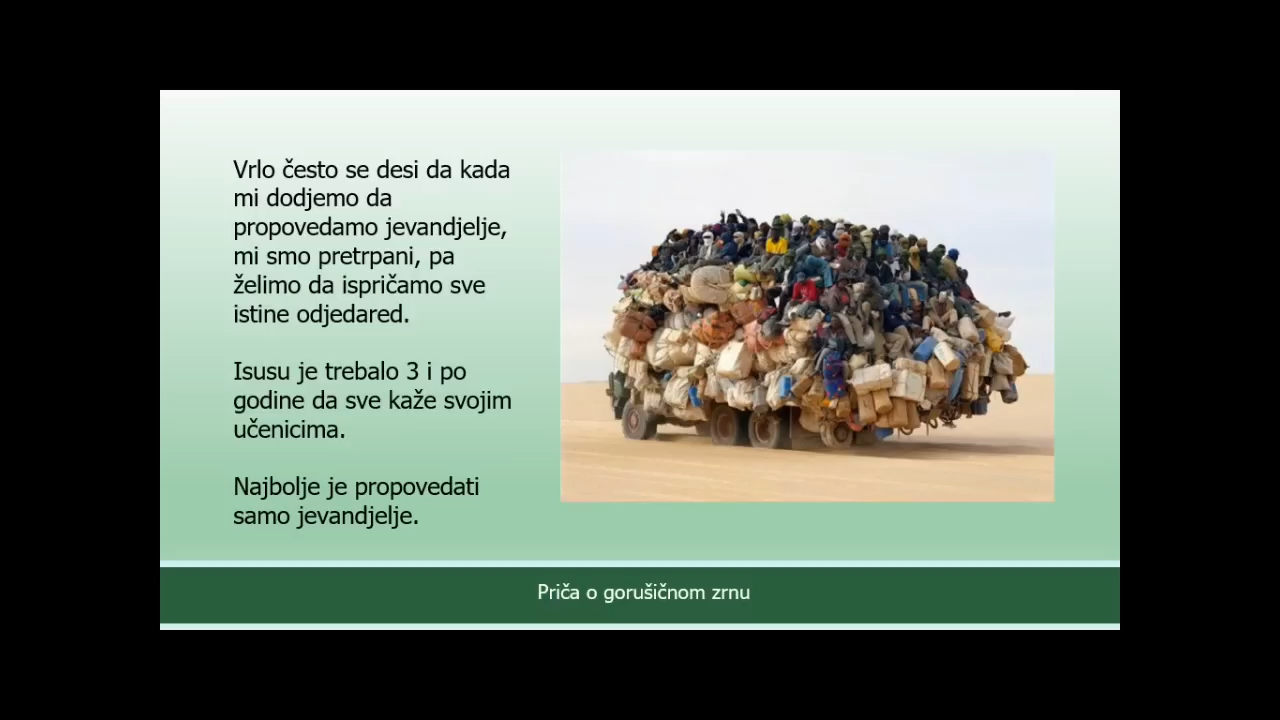 Vrlo često se desi da kada
mi dodjemo da
propovedamo jevandjelje,
mi smo pretrpani, pa
želimo da ispričamo sve
istine odjedared.
Isusu je trebalo 3 i po
godine da sve kaže svojim
učenicima.
Najbolje je propovedati
samo jevandjelje.
Priča o gorušičnom zrnu